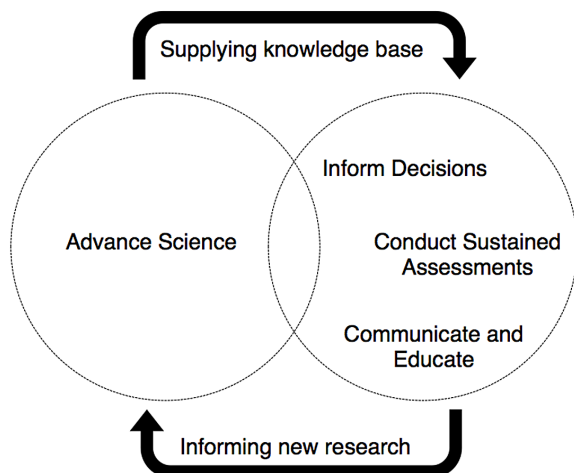 Supplying knowledge base
Inform Decisions
Advance Science
Conduct Sustained
Assessments
Communicate and
Educate
Informing new research